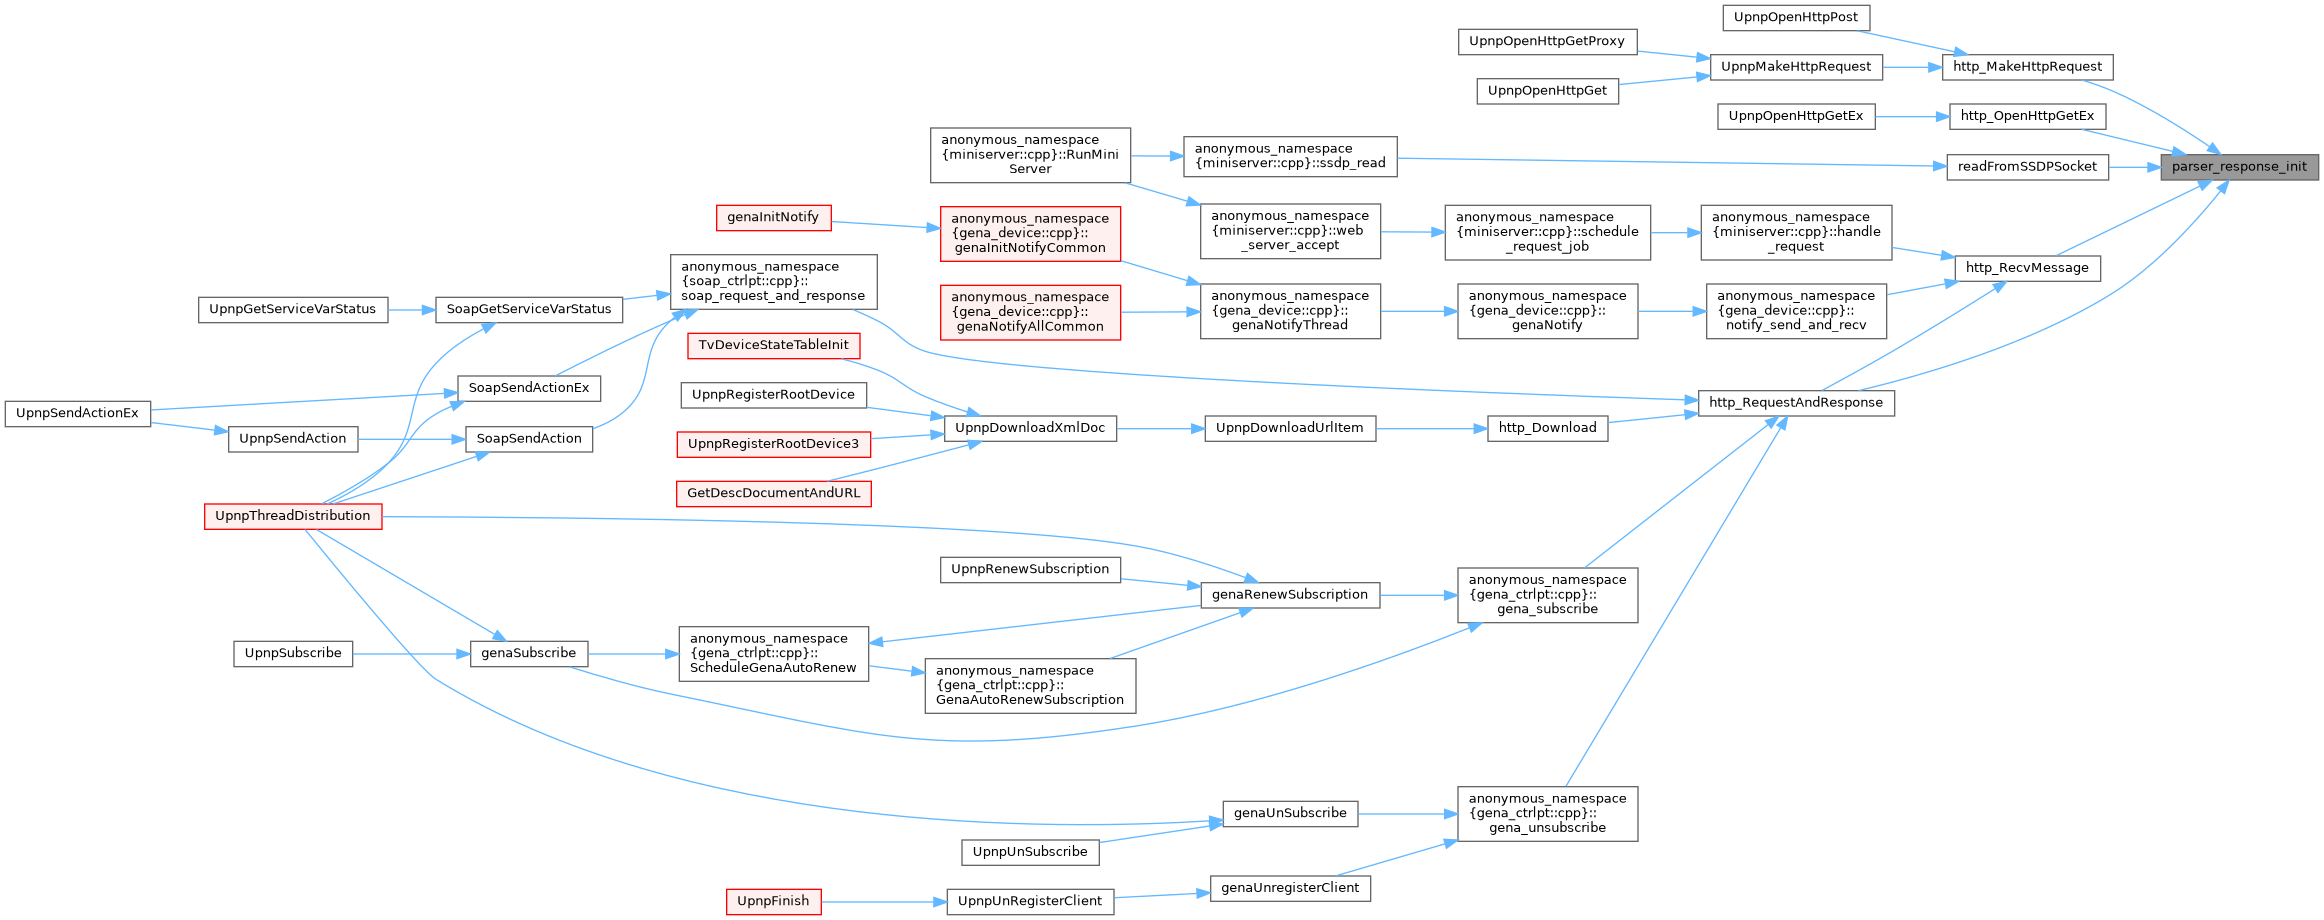 UpnpOpenHttpPost
UpnpOpenHttpGetProxy
UpnpMakeHttpRequest
http_MakeHttpRequest
UpnpOpenHttpGet
UpnpOpenHttpGetEx
http_OpenHttpGetEx
anonymous_namespace
{miniserver::cpp}::RunMini
Server
anonymous_namespace
{miniserver::cpp}::ssdp_read
readFromSSDPSocket
parser_response_init
genaInitNotify
anonymous_namespace
{gena_device::cpp}::
genaInitNotifyCommon
anonymous_namespace
{miniserver::cpp}::web
_server_accept
anonymous_namespace
{miniserver::cpp}::schedule
_request_job
anonymous_namespace
{miniserver::cpp}::handle
_request
http_RecvMessage
anonymous_namespace
{soap_ctrlpt::cpp}::
soap_request_and_response
UpnpGetServiceVarStatus
SoapGetServiceVarStatus
anonymous_namespace
{gena_device::cpp}::
genaNotifyAllCommon
anonymous_namespace
{gena_device::cpp}::
genaNotifyThread
anonymous_namespace
{gena_device::cpp}::
genaNotify
anonymous_namespace
{gena_device::cpp}::
notify_send_and_recv
TvDeviceStateTableInit
SoapSendActionEx
UpnpRegisterRootDevice
http_RequestAndResponse
UpnpSendActionEx
UpnpSendAction
SoapSendAction
UpnpRegisterRootDevice3
UpnpDownloadXmlDoc
UpnpDownloadUrlItem
http_Download
GetDescDocumentAndURL
UpnpThreadDistribution
UpnpRenewSubscription
genaRenewSubscription
anonymous_namespace
{gena_ctrlpt::cpp}::
gena_subscribe
UpnpSubscribe
genaSubscribe
anonymous_namespace
{gena_ctrlpt::cpp}::
ScheduleGenaAutoRenew
anonymous_namespace
{gena_ctrlpt::cpp}::
GenaAutoRenewSubscription
genaUnSubscribe
anonymous_namespace
{gena_ctrlpt::cpp}::
gena_unsubscribe
UpnpUnSubscribe
genaUnregisterClient
UpnpFinish
UpnpUnRegisterClient